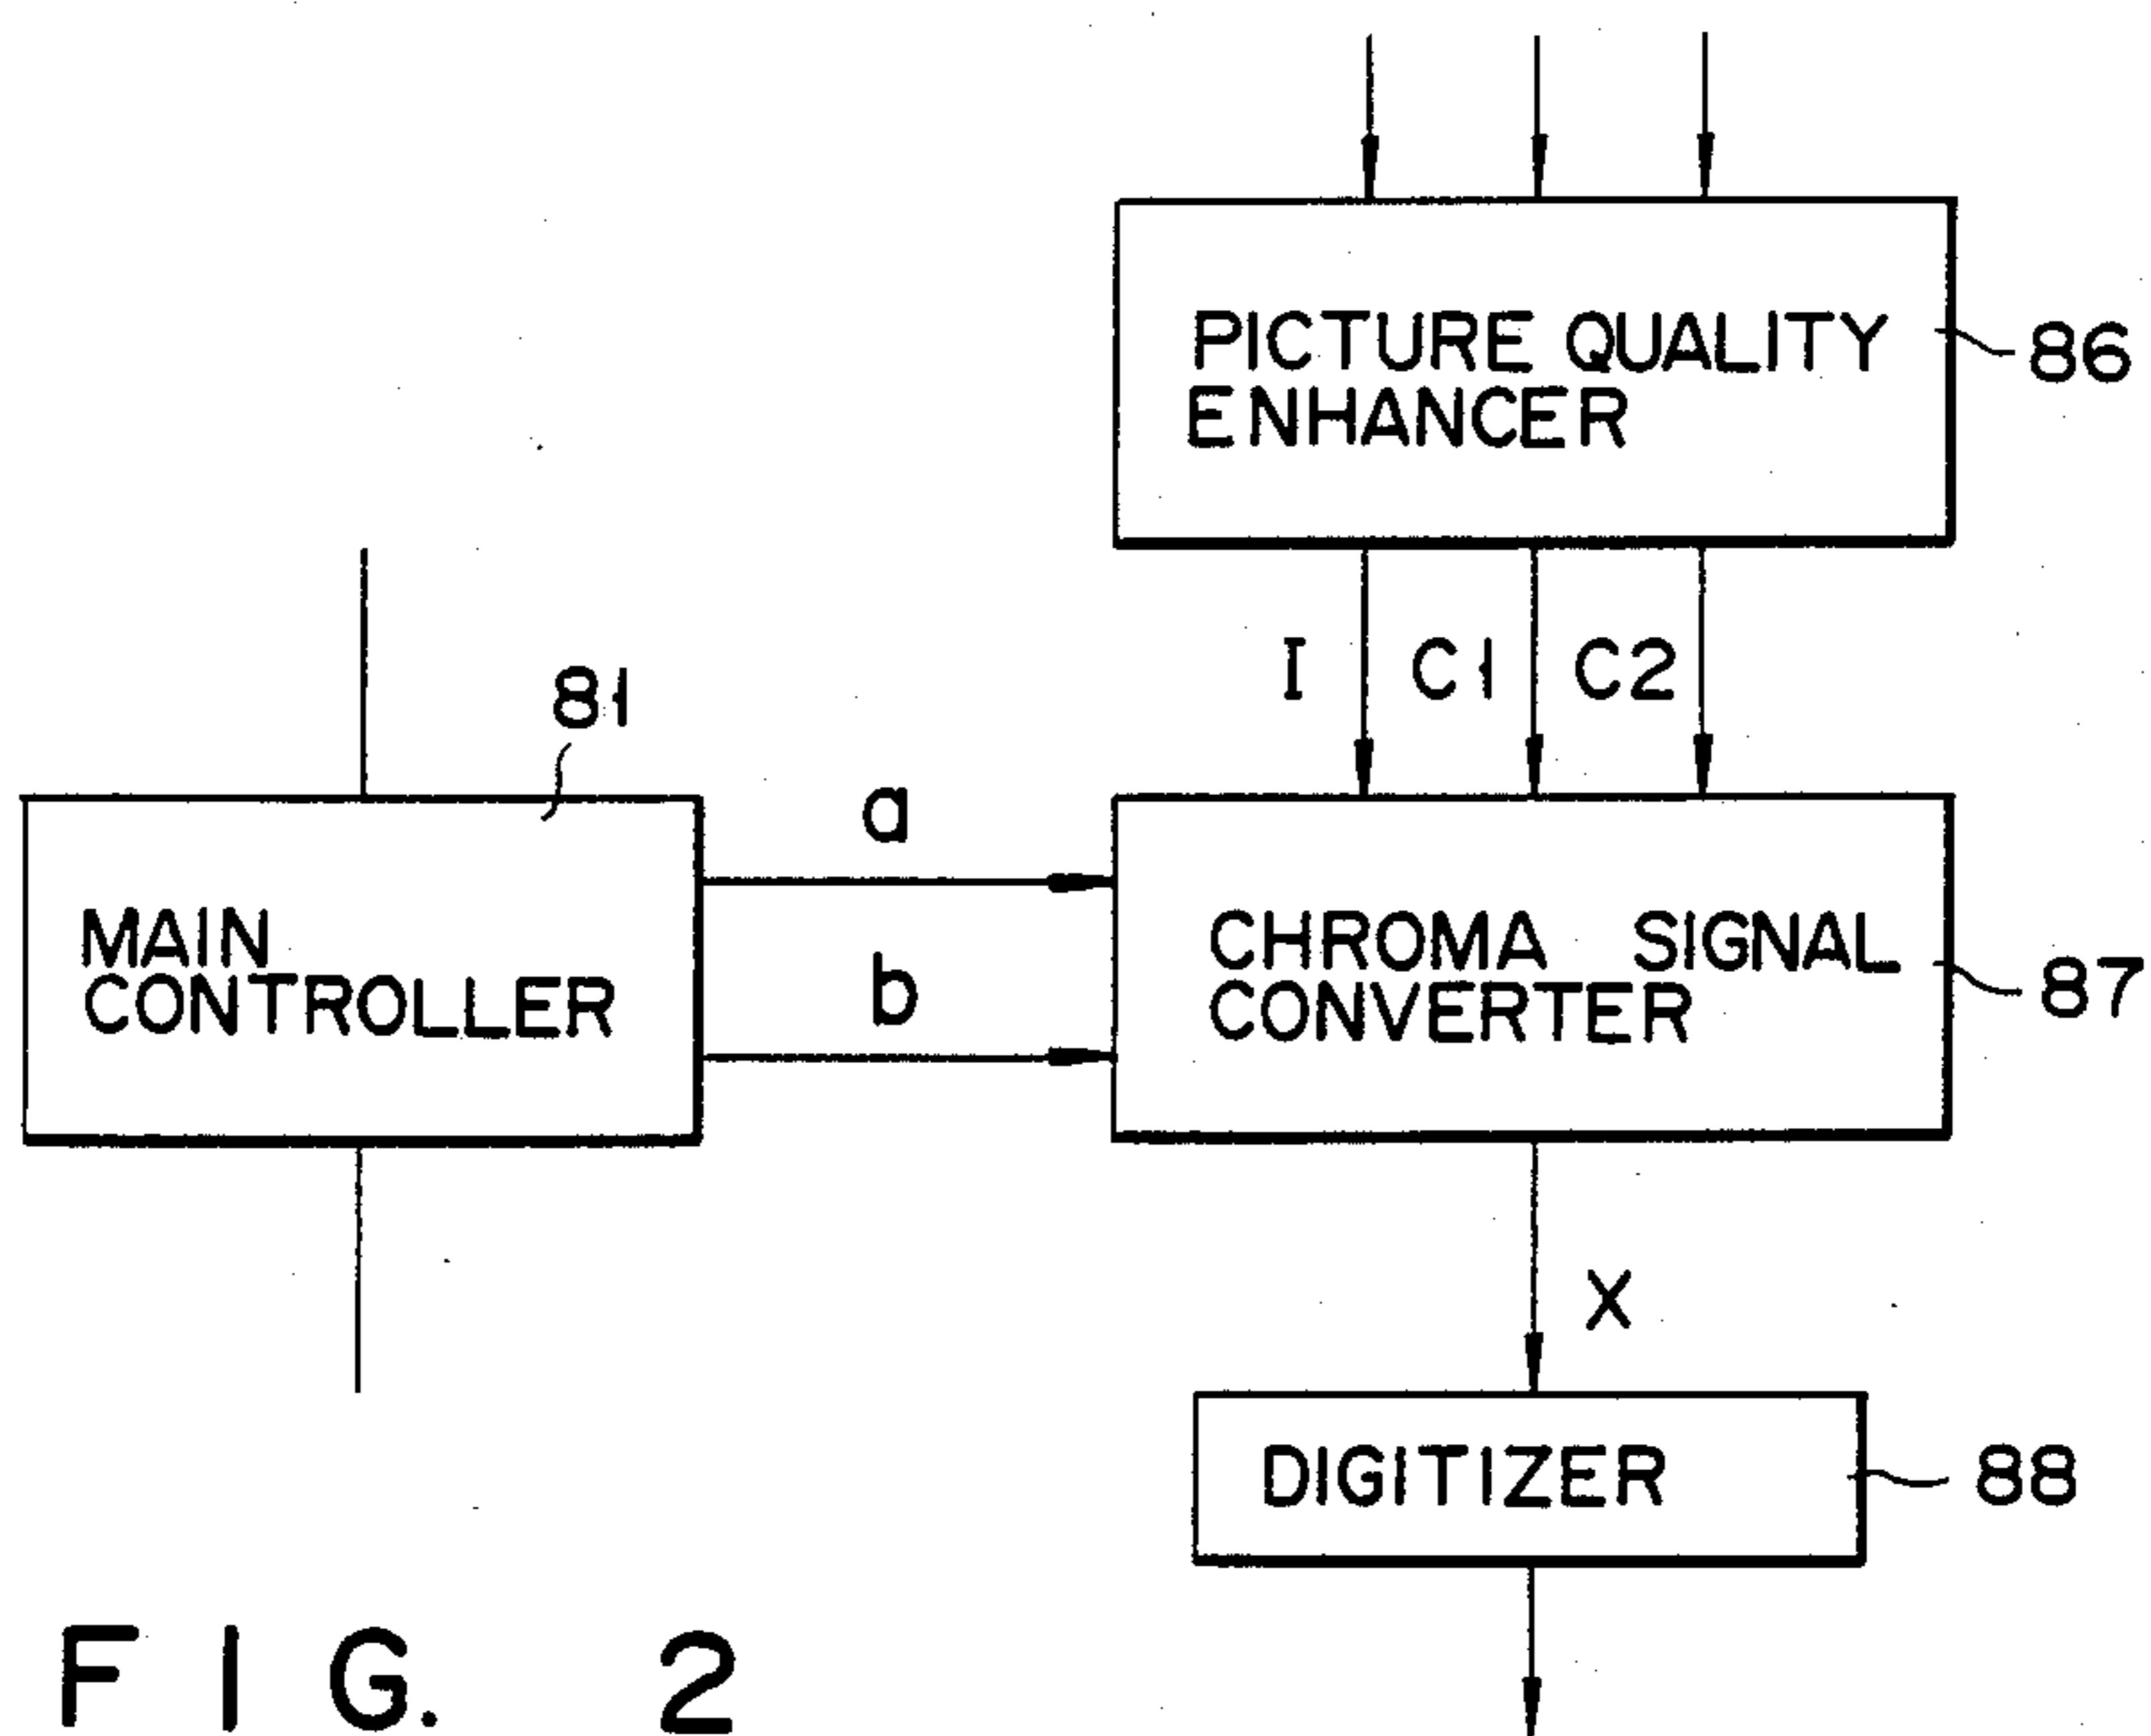 PICTURE QUALITY
ENHANCER
86
I C1 C2
81
a
MAIN
CONTROLLER
b
CHROMA SIGNAL
CONVERTER
87
X
DIGITIZER
88
FIG. 2